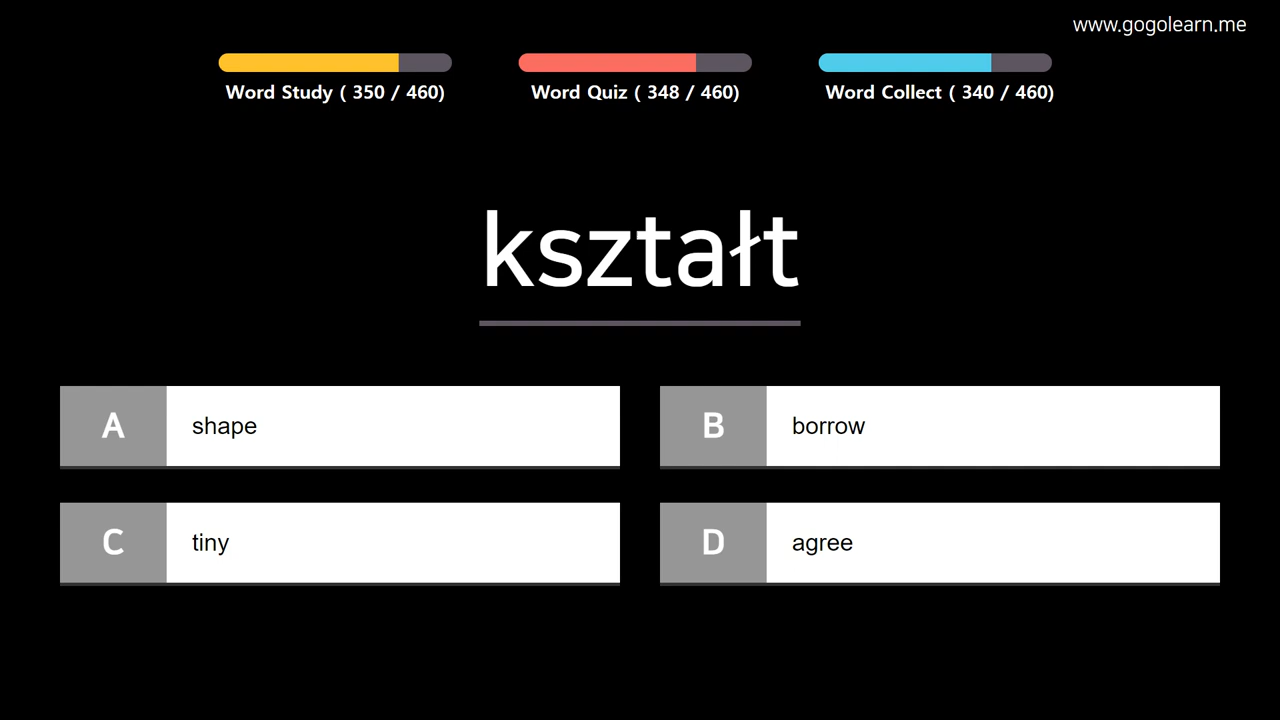 www.gogolearn.me
Word Study ( 350 / 460)
Word Quiz ( 348 / 460)
Word Collect ( 340 / 460)
kształt
A shape
B borrow
C tiny
D agree